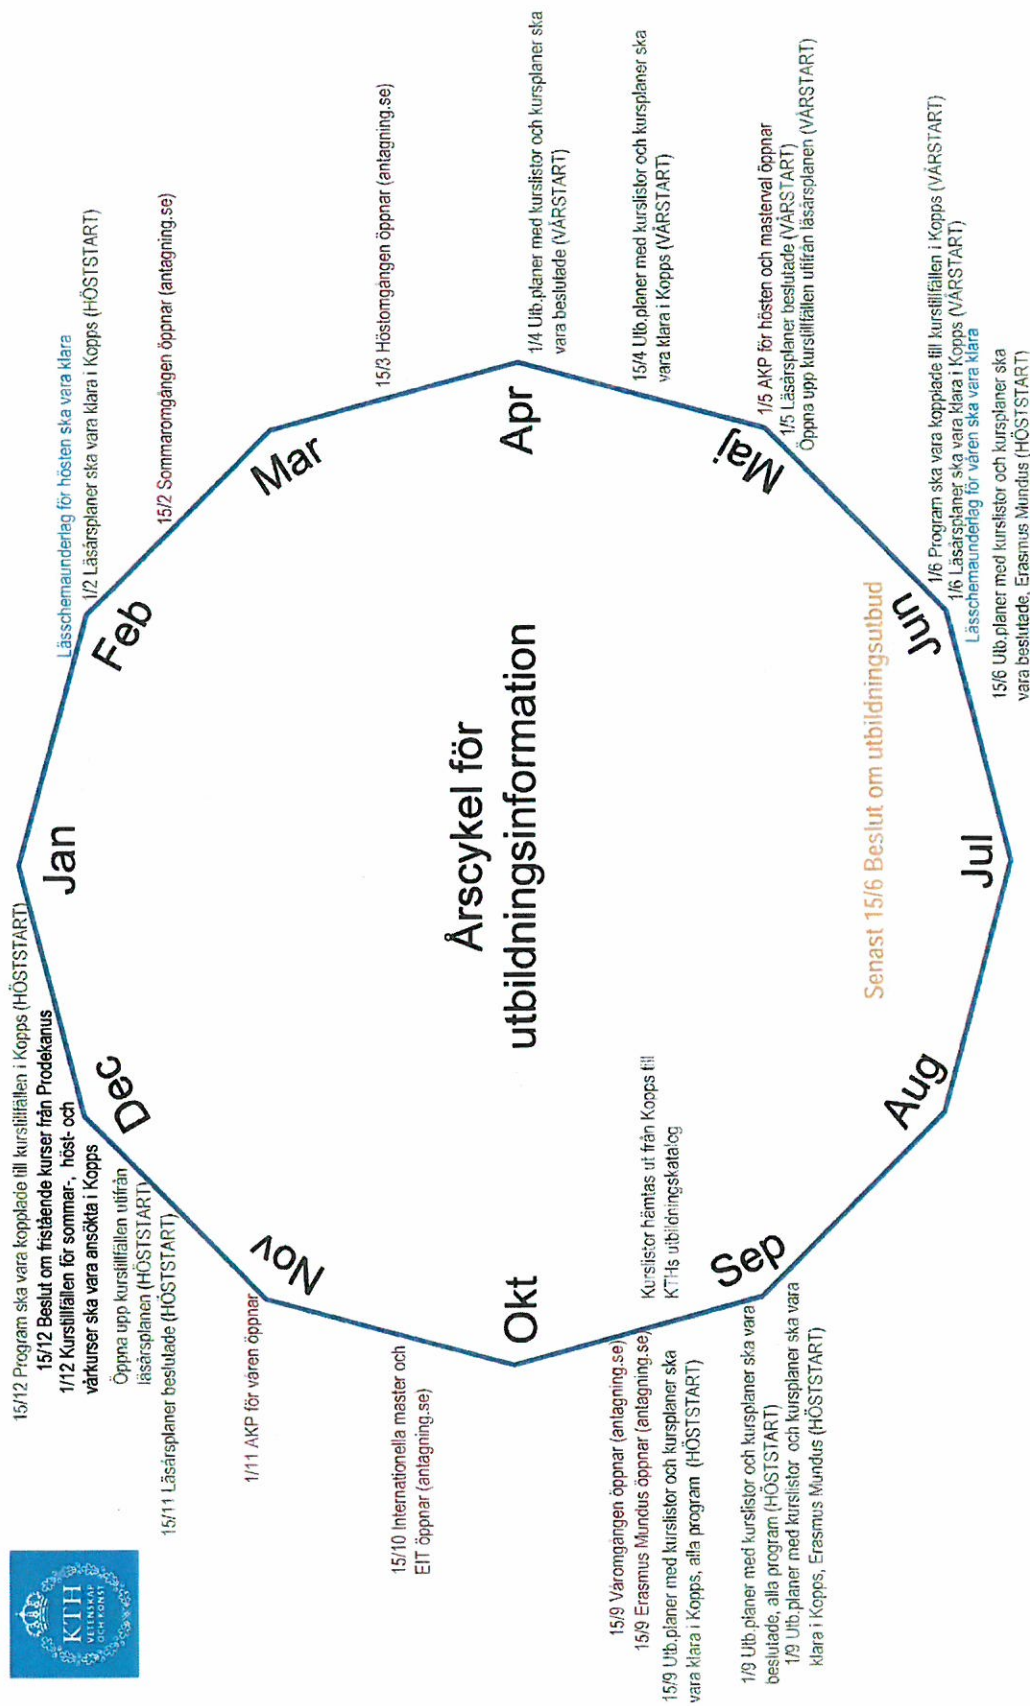 KTH
VETENSKAP
OCH KONST
Årscykel för
utbildningsinformation
Senast 15/6 Beslut om utbildningsutbud
Jan
Lässchemaunderlag för hösten ska vara klara
1/2 Läsårsplaner ska vara klara i Kopps (HÖSTSTART)
Feb
15/2 Sommaromgången öppnar (antagning.se)
Mar
15/3 Höstomgången öppnar (antagning.se)
Apr
1/4 Utb.planer med kurslistor och kursplaner ska
vara beslutade (VÅRSTART)
15/4 Utb.planer med kurslistor och kursplaner ska
vara klara i Kopps (VÅRSTART)
Maj
1/5 AKP för hösten och masterval öppnar
1/5 Läsårsplaner beslutade (VÅRSTART)
Öppna upp kurstillfällen utifrån läsårsplanen (VÅRSTART)
Jun
1/6 Program ska vara kopplade till kurstillfällen i Kopps (VÅRSTART)
1/6 Läsårsplaner ska vara klara i Kopps (VÅRSTART)
Lässchemaunderlag för våren ska vara klara
15/6 Utb.planer med kurslistor och kursplaner ska
vara beslutade, Erasmus Mundus (HÖSTSTART)
Jul
Aug
Sep
1/9 Utb.planer med kurslistor och kursplaner ska vara
beslutade, alla program (HÖSTSTART)
1/9 Utb.planer med kurslistor och kursplaner ska vara
klara i Kopps, Erasmus Mundus (HÖSTSTART)
Kurslistor hämtas ut från Kopps till
KTHs utbildningskatalog
15/9 Våromgången öppnar (antagning.se)
15/9 Erasmus Mundus öppnar (antagning.se)
15/9 Utb.planer med kurslistor och kursplaner ska
vara klara i Kopps, alla program (HÖSTSTART)
Okt
15/10 Internationella master och
EIT öppnar (antagning.se)
Nov
1/11 AKP för våren öppnar
15/11 Läsårsplaner beslutade (HÖSTSTART)
Öppna upp kurstillfällen utifrån
läsårsplanen (HÖSTSTART)
Dec
15/12 Program ska vara kopplade till kurstillfällen i Kopps (HÖSTSTART)
15/12 Beslut om fristående kurser från Prodekanus
1/12 Kurstillfällen för sommar-, höst- och
vårkurser ska vara ansökta i Kopps